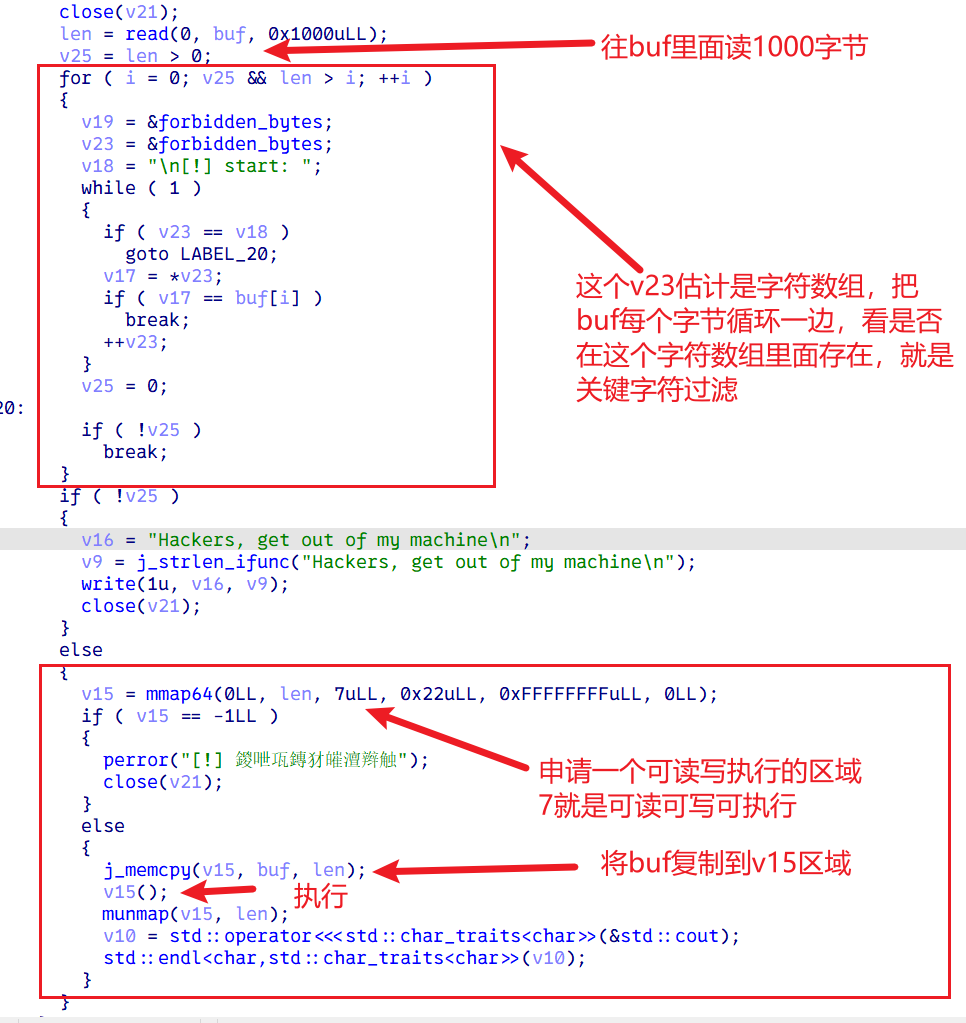 close(v21);
len = read(0, buf, 0x1000uLL);
往buf里面读1000字节
v25 = len > 0;
for ( i = 0; v25 && len > i; ++i )
{
v19 = &forbidden_bytes;
v23 = &forbidden_bytes;
v18 = "\n[!] start: ";
while ( 1 )
{
if ( v23 == v18 )
goto LABEL_20;
v17 = *v23;
if ( v17 == buf[i] )
break;
++v23;
}
v25 = 0;
这个v23估计是字符数组，把
buf每个字节循环一边，看是否
在这个字符数组里面存在，就是
关键字符过滤
20:
if ( !v25 )
break;
}
if ( !v25 )
{
v16 = "Hackers, get out of my machine\n";
v9 = j_strlen_ifunc("Hackers, get out of my machine\n");
write(1u, v16, v9);
close(v21);
}
else
{
v15 = mmap64(0LL, len, 7uLL, 0x22uLL, 0xFFFFFFFFuLL, 0LL);
if ( v15 == -1LL )
{
perror("[!] ");
close(v21);
}
申请一个可读写执行的区域
7就是可读可写可执行
else
{
j_memcpy(v15, buf, len);
将buf复制到v15区域
v15();
执行
munmap(v15, len);
v10 = std::operator<<<std::char_traits<char>>(&std::cout);
std::endl<char,std::char_traits<char>>(v10);
}
}